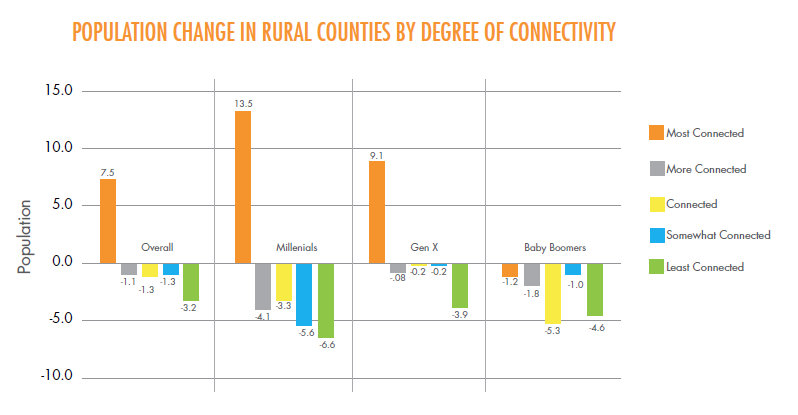 POPULATION CHANGE IN RURAL COUNTIES BY DEGREE OF CONNECTIVITY
Population
15.0
10.0
5.0
0.0
-5.0
-10.0
Overall
7.5
-1.1
-1.3
-1.3
-3.2
Millenials
13.5
-4.1
-3.3
-5.6
-6.6
Gen X
9.1
-.08
-0.2
-0.2
-3.9
Baby Boomers
-1.2
-1.8
-5.3
-1.0
-4.6
Most Connected
More Connected
Connected
Somewhat Connected
Least Connected